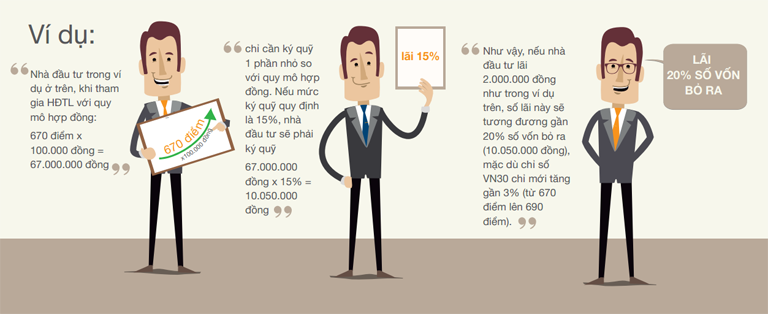 Ví dụ:
Nhà đầu tư trong ví
dụ ở trên, khi tham
gia HĐTL với quy
mô hợp đồng:
670 điểm x
100.000 đồng =
67.000.000 đồng
670 điểm
x100.000 đồng
chỉ cần ký quỹ
1 phần nhỏ so
với quy mô hợp
đồng. Nếu mức
ký quỹ quy định
là 15%, nhà
đầu tư sẽ phải
ký quỹ
67.000.000
đồng x 15% =
10.050.000
đồng
lãi 15%
Như vậy, nếu nhà
đầu tư lãi
2.000.000 đồng
như trong ví dụ
trên, số lãi này sẽ
tương đương gần
20% số vốn bỏ ra
(10.050.000 đồng),
mặc dù chỉ số
VN30 chỉ mới tăng
gần 3% (từ 670
điểm lên 690
điểm).
LÃI
20% SỐ VỐN
BỎ RA